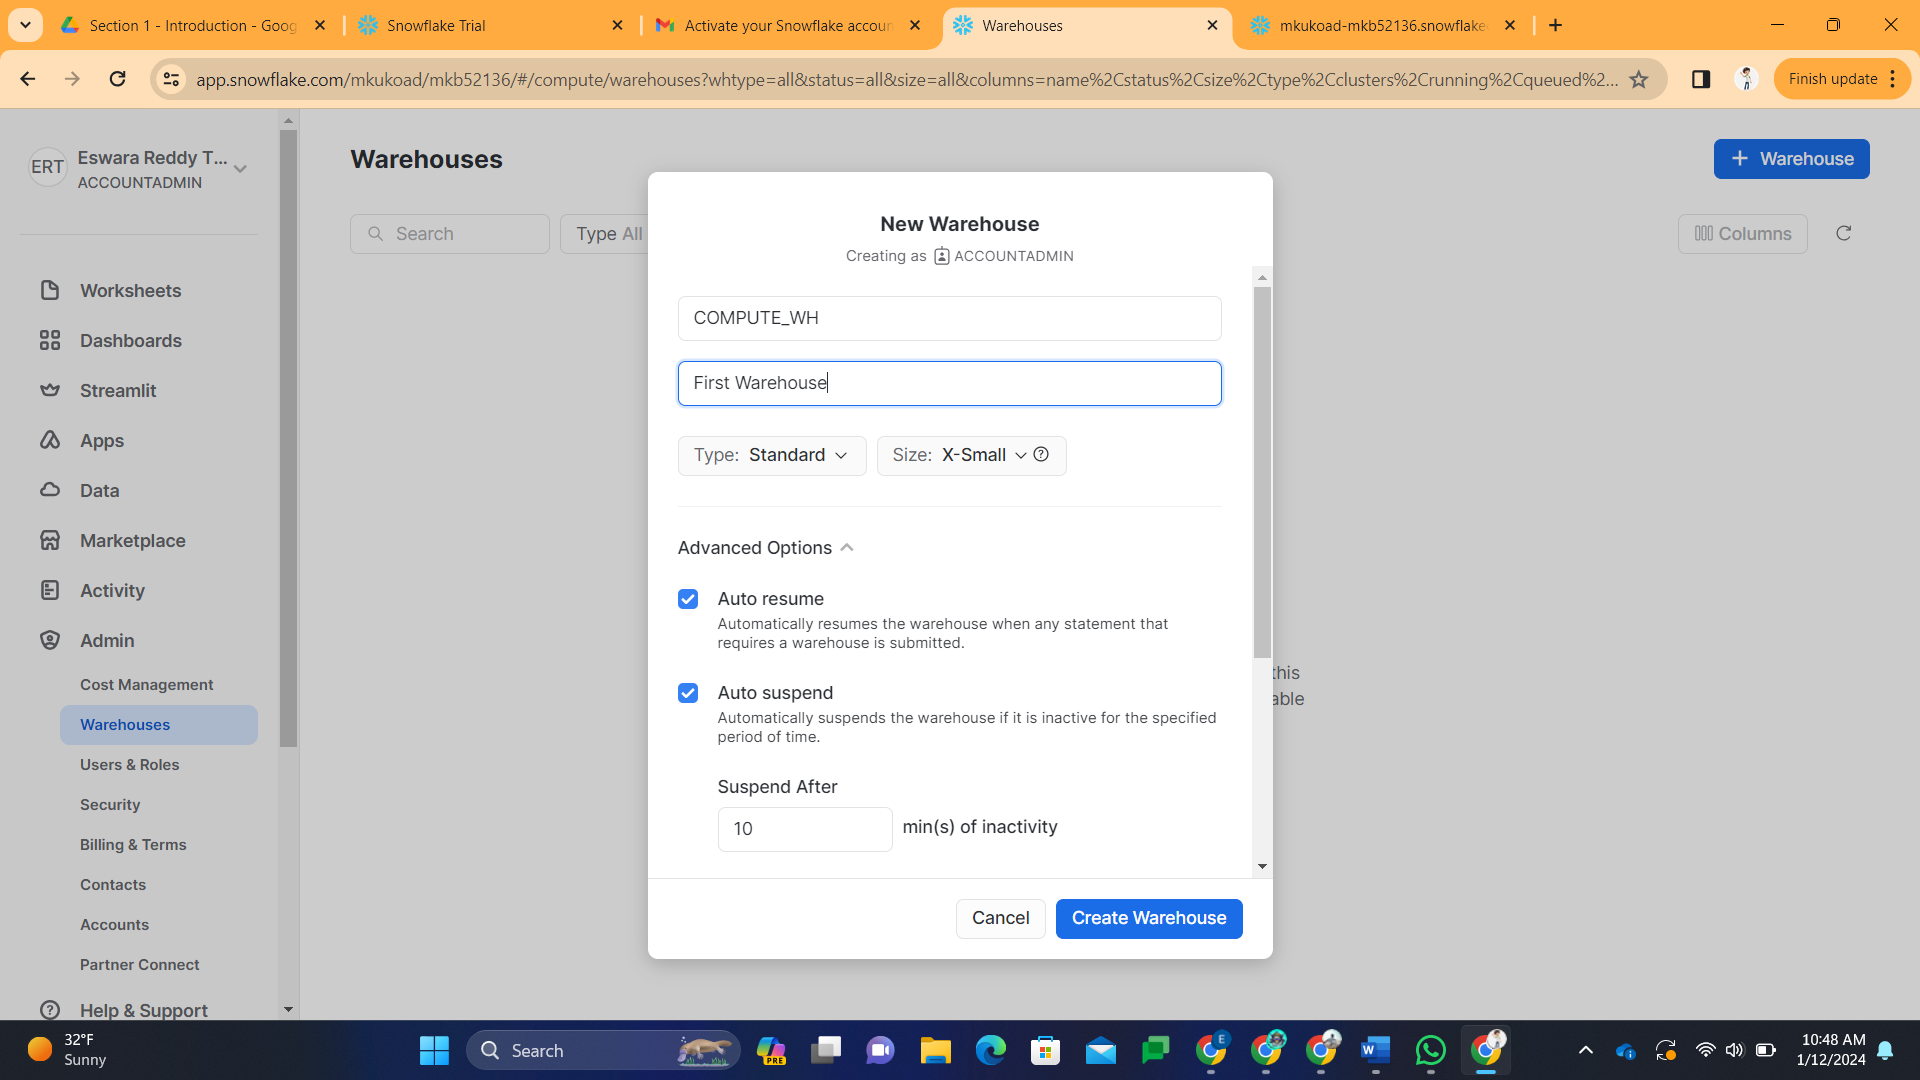 Section 1 - Introduction - Goog
Snowflake Trial
Activate your Snowflake accoun
Warehouses
mkukoad-mkb52136.snowflake
app.snowflake.com/mkukoad/mkb52136/#/compute/warehouses?whtype=all&status=all&size=all&columns=name%2Cstatus%2Csize%2Ctype%2Cclusters%2Crunning%2Cqueued%2...
Finish update
ERT
Eswara Reddy T...
ACCOUNTADMIN
Worksheets
Dashboards
Streamlit
Apps
Data
Marketplace
Activity
Admin
Cost Management
Warehouses
Users & Roles
Security
Billing & Terms
Contacts
Accounts
Partner Connect
Help & Support
Warehouses
+ Warehouse
Search
Type All
Columns
this
able
New Warehouse
Creating as ACCOUNTADMIN
COMPUTE_WH
First Warehouse
Type: Standard
Size: X-Small
Advanced Options
Auto resume
Automatically resumes the warehouse when any statement that
requires a warehouse is submitted.
Auto suspend
Automatically suspends the warehouse if it is inactive for the specified
period of time.
Suspend After
10
min(s) of inactivity
Cancel
Create Warehouse
32°F
Sunny
Search
PRE
E
W
10:48 AM
1/12/2024